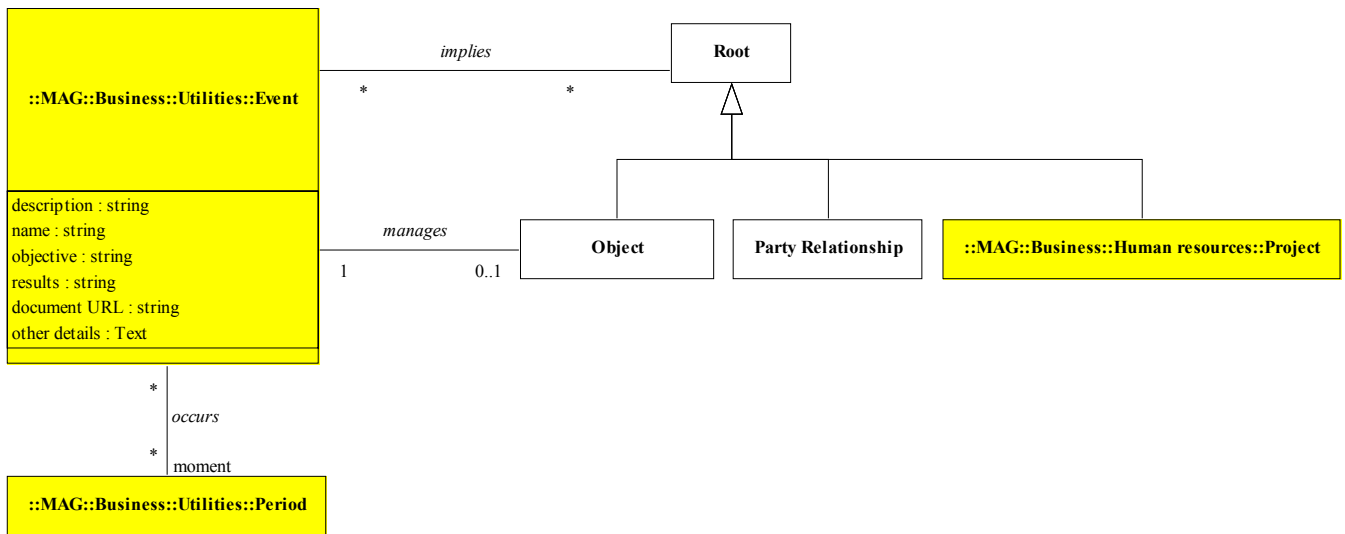 implies
Root
::MAG::Business::Utilities::Event
*
*
description : string
name : string
objective : string
results : string
document URL : string
other details : Text
manages
1
0..1
Object
Party Relationship
::MAG::Business::Human resources::Project
*
occurs
*
moment
::MAG::Business::Utilities::Period